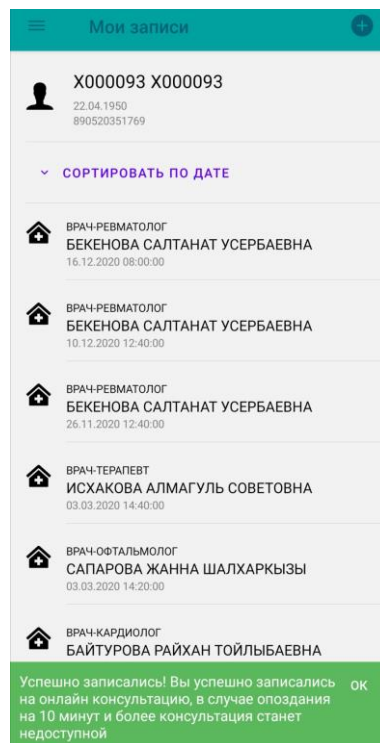 Мои записи
X000093 X000093
22.04.1950
890520351769
СОРТИРОВАТЬ ПО ДАТЕ
ВРАЧ-РЕВМАТОЛОГ
БЕКЕНОВА САЛТАНАТ УСЕРБАЕВНА
16.12.2020 08:00:00
ВРАЧ-РЕВМАТОЛОГ
БЕКЕНОВА САЛТАНАТ УСЕРБАЕВНА
10.12.2020 12:40:00
ВРАЧ-РЕВМАТОЛОГ
БЕКЕНОВА САЛТАНАТ УСЕРБАЕВНА
26.11.2020 12:40:00
ВРАЧ-ТЕРАПЕВТ
ИСХАКОВА АЛМАГУЛЬ СОВЕТОВНА
03.03.2020 14:40:00
ВРАЧ-ОФТАЛЬМОЛОГ
САПАРОВА ЖАННА ШАЛХАРКЫЗЫ
03.03.2020 14:20:00
ВРАЧ-КАРДИОЛОГ
БАЙТУРОВА РАЙХАН ТОЙЛЫБАЕВНА
Успешно записались! Вы успешно записались
на онлайн консультацию, в случае опоздания
на 10 минут и более консультация станет
недоступной
ОК